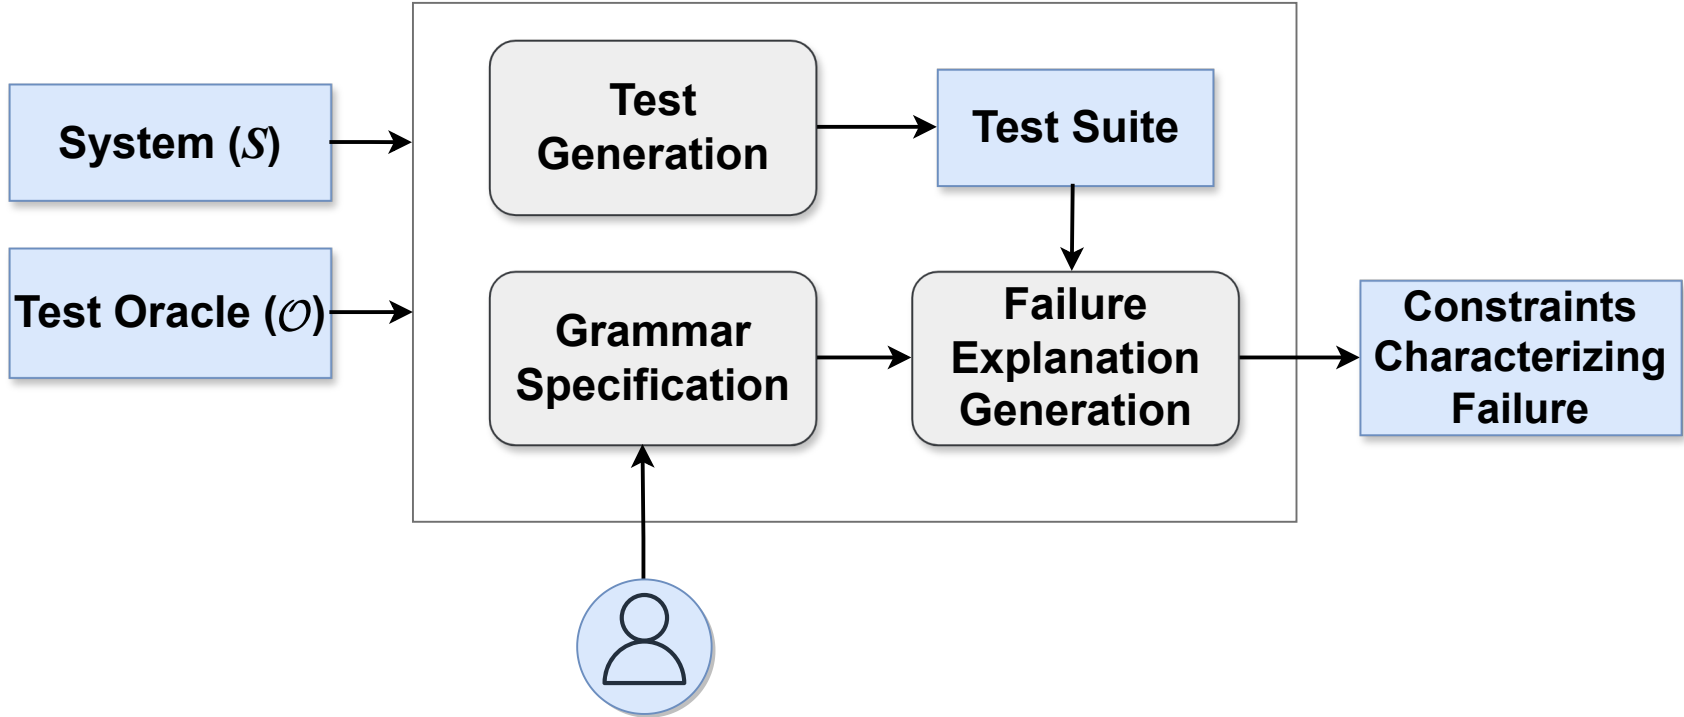 System (S)
Test Oracle (𝒪)
Test
Generation
Test Suite
Grammar
Specification
Failure
Explanation
Generation
Constraints
Characterizing
Failure